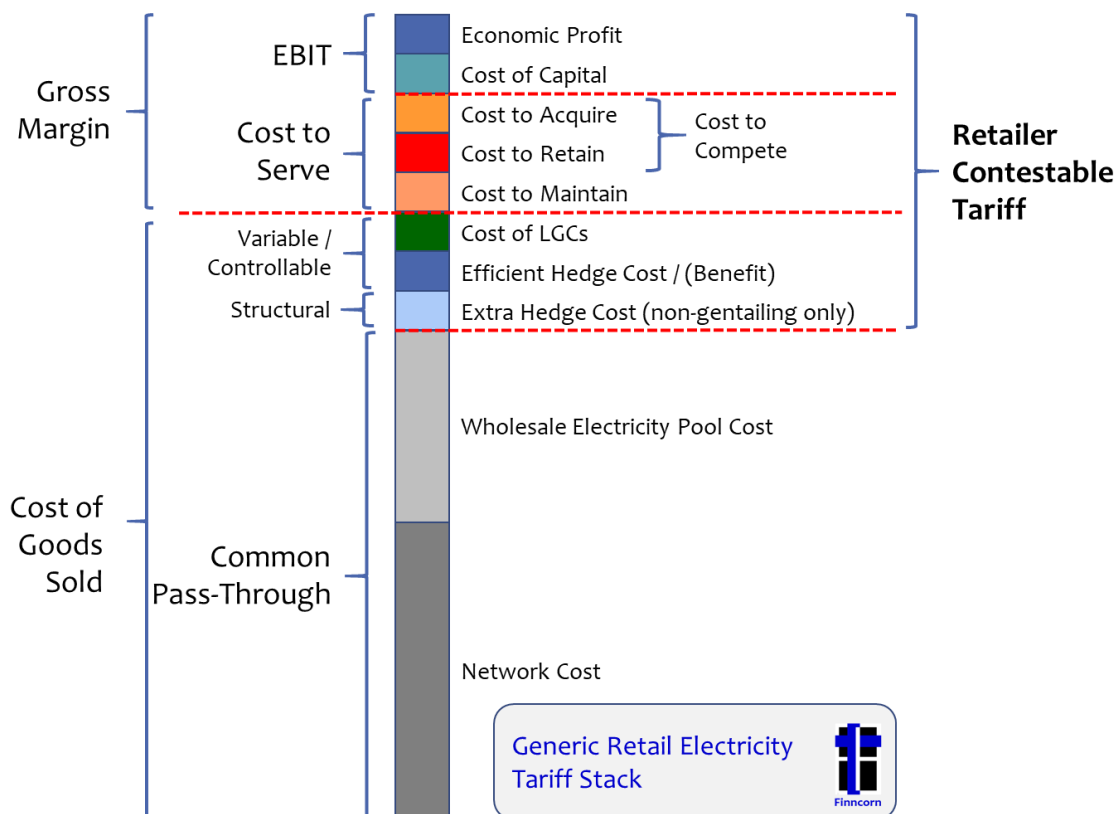 Economic Profit
EBIT
Cost of Capital
Gross
Margin
Cost to Acquire
Cost to
Serve
Cost to Retain
Cost to
Compete
Cost to Maintain
Retailer
Contestable
Tariff
Cost of LGCs
Variable /
Controllable
Efficient Hedge Cost / (Benefit)
Structural
Extra Hedge Cost (non-gentailing only)
Wholesale Electricity Pool Cost
Cost of
Goods
Sold
Common
Pass-Through
Network Cost
Generic Retail Electricity
Tariff Stack
Finncorn